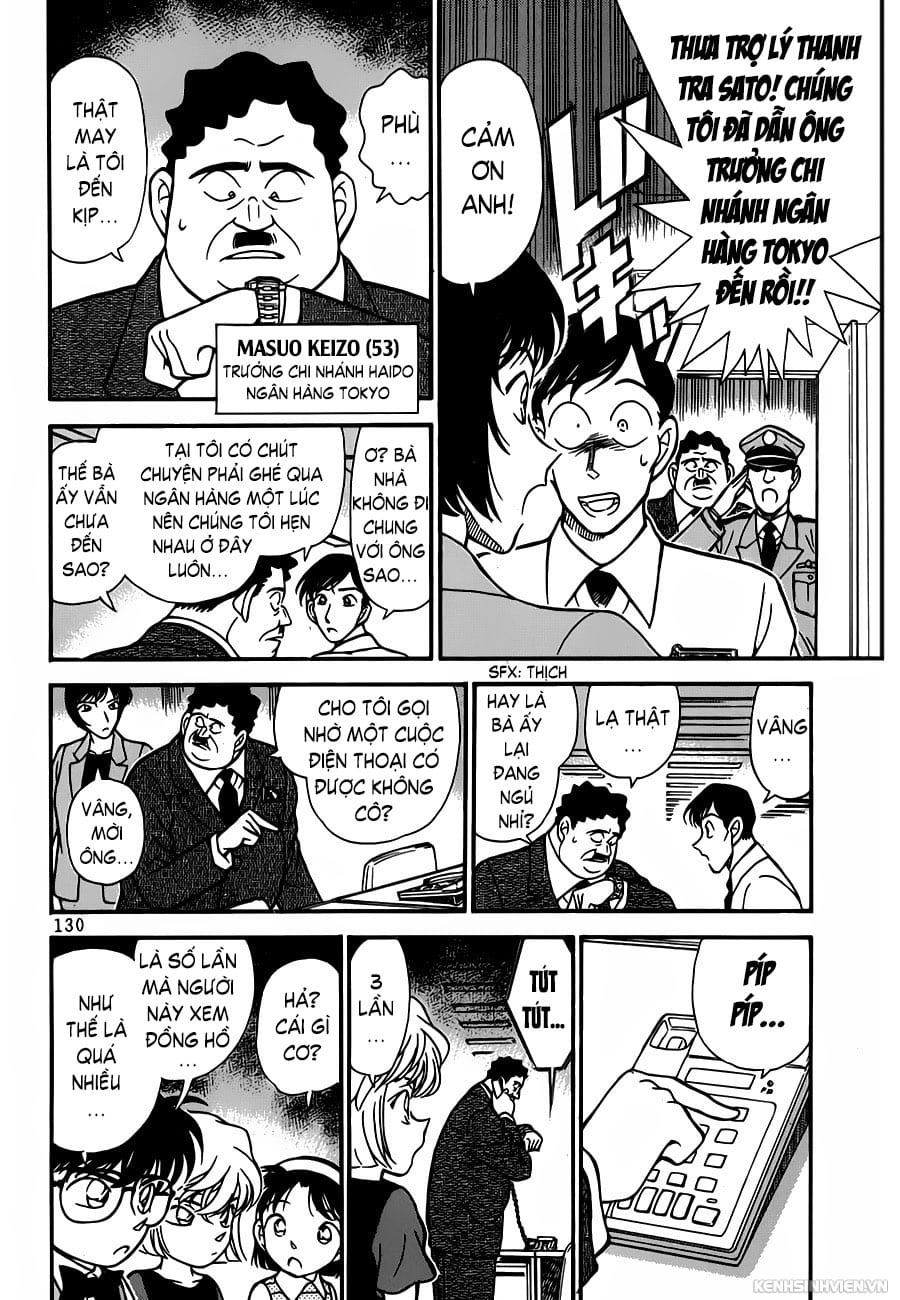 THƯA TRỢ LÝ THANH
TRA SATO! CHÚNG
TÔI ĐÃ DẪN ÔNG
TRƯỞNG CHI
NHÁNH NGÂN
HÀNG TOKYO
ĐẾN RỒI!!
CẢM
ƠN
ANH!
ドキッ
PHÙ
...
THẬT
MAY
LÀ TÔI
ĐẾN
KỊP...
MASUO KEIZO (53)
TRƯỞNG CHI NHÁNH HAIDO
NGÂN HÀNG TOKYO
Ơ? BÀ
NHÀ
KHÔNG ĐI
CHUNG
VỚI ÔNG
SAO...
TẠI TÔI CÓ CHÚT
CHUYỆN PHẢI GHÉ QUA
NGÂN HÀNG MỘT LÚC
NÊN CHÚNG TÔI HẸN
NHAU Ở ĐÂY
LUÔN...
THẾ BÀ
ẤY VẪN
CHƯA
ĐẾN
SAO?
SFX: THỊCH
VÂNG
...
LẠ THẬT
...
HAY LÀ
BÀ ẤY
LẠI
ĐANG
NGỦ
NHỈ?
CHO TÔI GỌI
NHỜ MỘT CUỘC
ĐIỆN THOẠI CÓ
ĐƯỢC KHÔNG
CÔ?
VÂNG,
MỜI
ÔNG...
130
PÍP
PÍP...
TÚT
TÚT...
3
LẦN
...
HẢ?
CÁI GÌ
CƠ?
LÀ SỐ LẦN
MÀ NGƯỜI
NÀY XEM
ĐỒNG HỒ
...
NHƯ
THẾ LÀ
QUÁ
NHIỀU
...
KENHSINHVIEN.VN